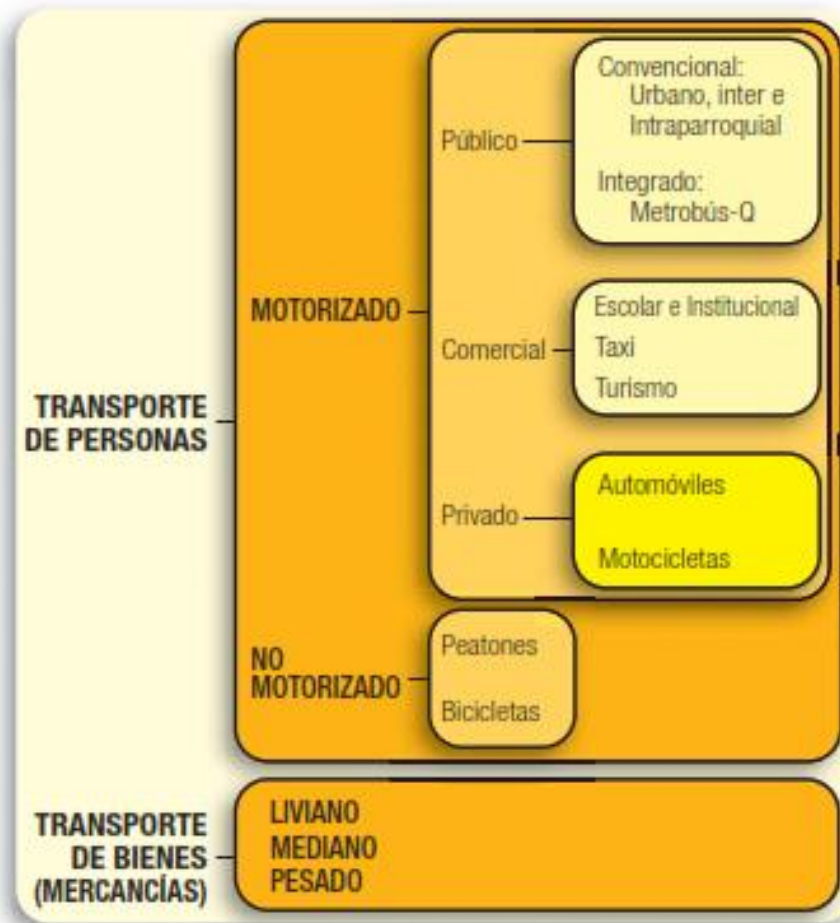 TRANSPORTE
DE PERSONAS
MOTORIZADO
Público
Convencional:
Urbano, inter e
Intraparroquial
Integrado:
Metrobús-Q
Comercial
Escolar e Institucional
Taxi
Turismo
Privado
Automóviles
Motocicletas
NO
MOTORIZADO
Peatones
Bicicletas
TRANSPORTE
DE BIENES
(MERCANCÍAS)
LIVIANO
MEDIANO
PESADO